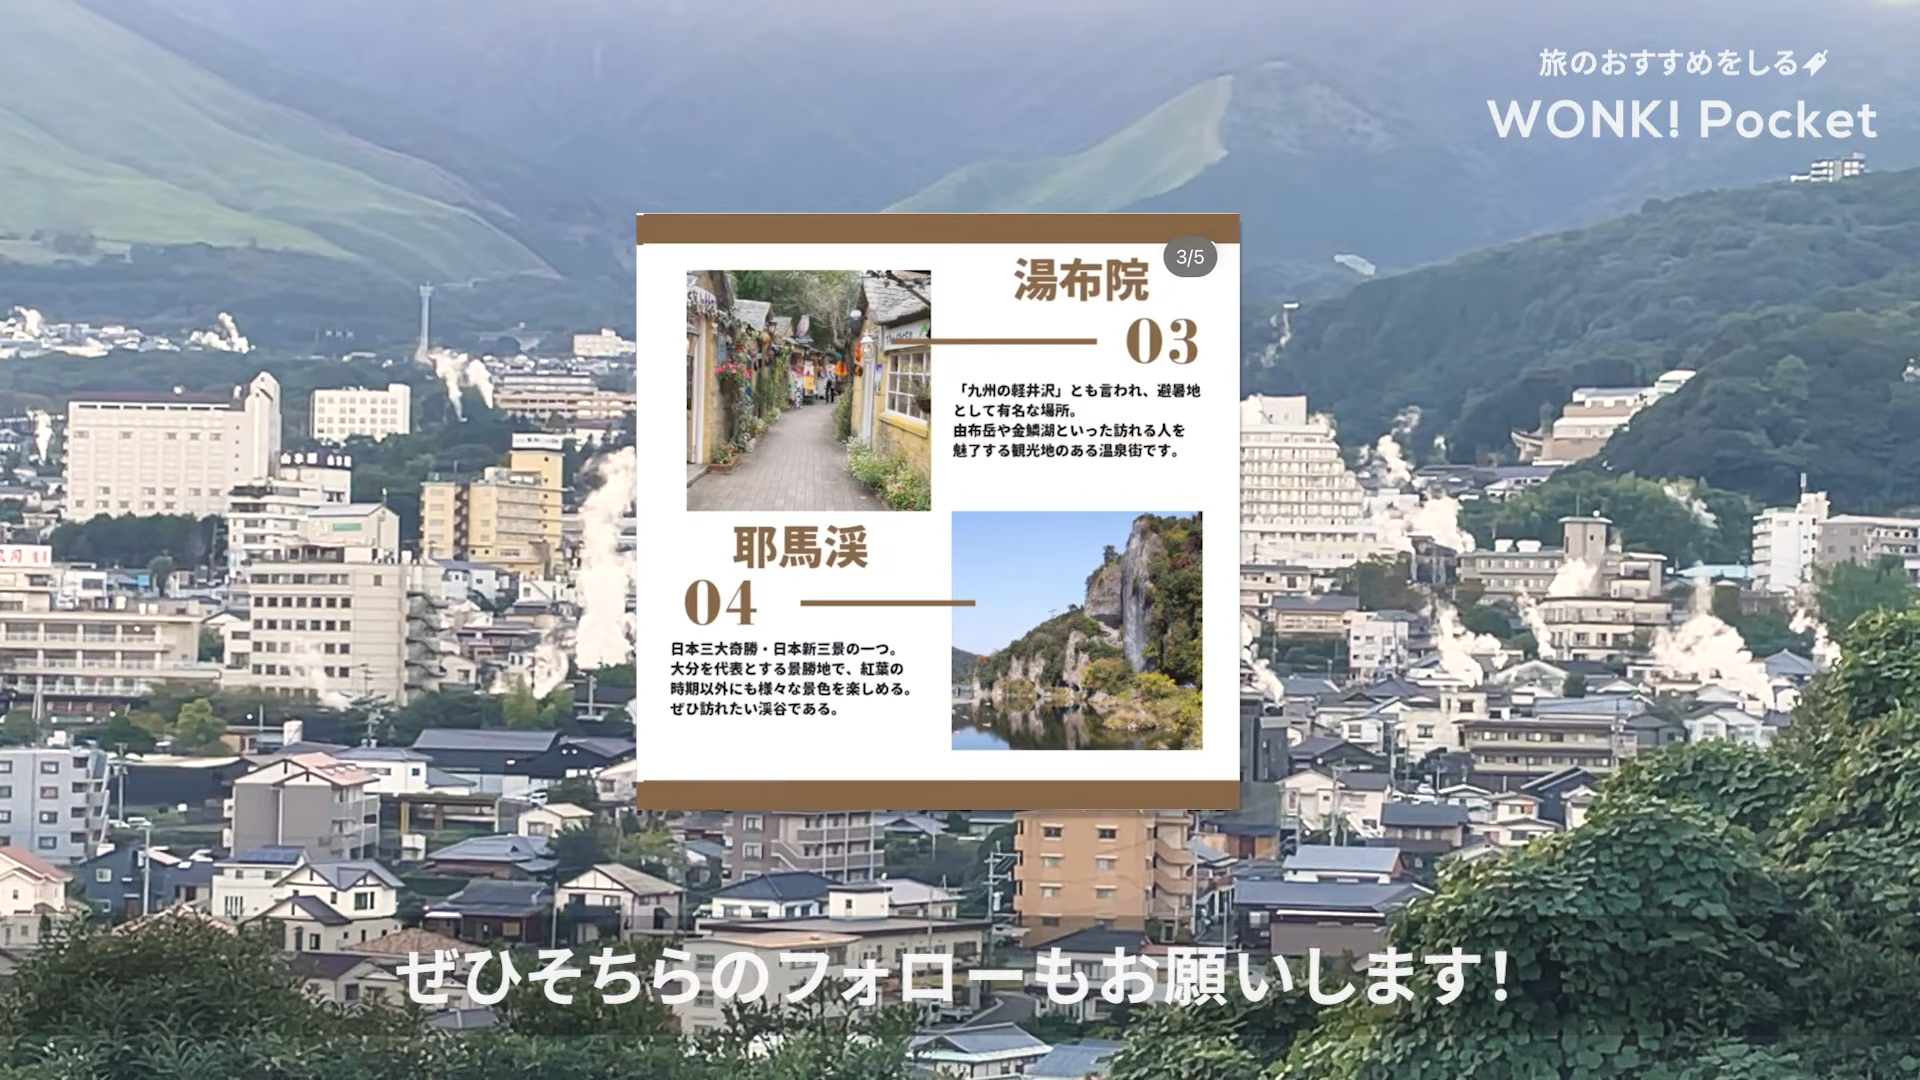 旅のおすすめをしる
WONK! Pocket
3/5
湯布院
03
「九州の軽井沢」とも言われ、避暑地
として有名な場所。
由布岳や金鱗湖といった訪れる人を
魅了する観光地のある温泉街です。
耶馬渓
04
日本三大奇勝・日本新三景の一つ。
大分を代表とする景勝地で、紅葉の
時期以外にも様々な景色を楽しめる。
ぜひ訪れたい渓谷である。
ぜひそちらのフォローもお願いします!